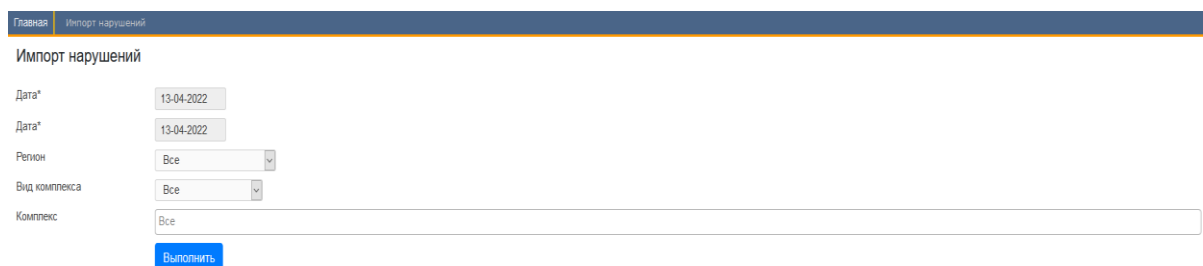 Главная Импорт нарушений
Импорт нарушений
Дата* 13-04-2022
Дата* 13-04-2022
Регион Все
Вид комплекса Все
Комплекс Все
Выполнить